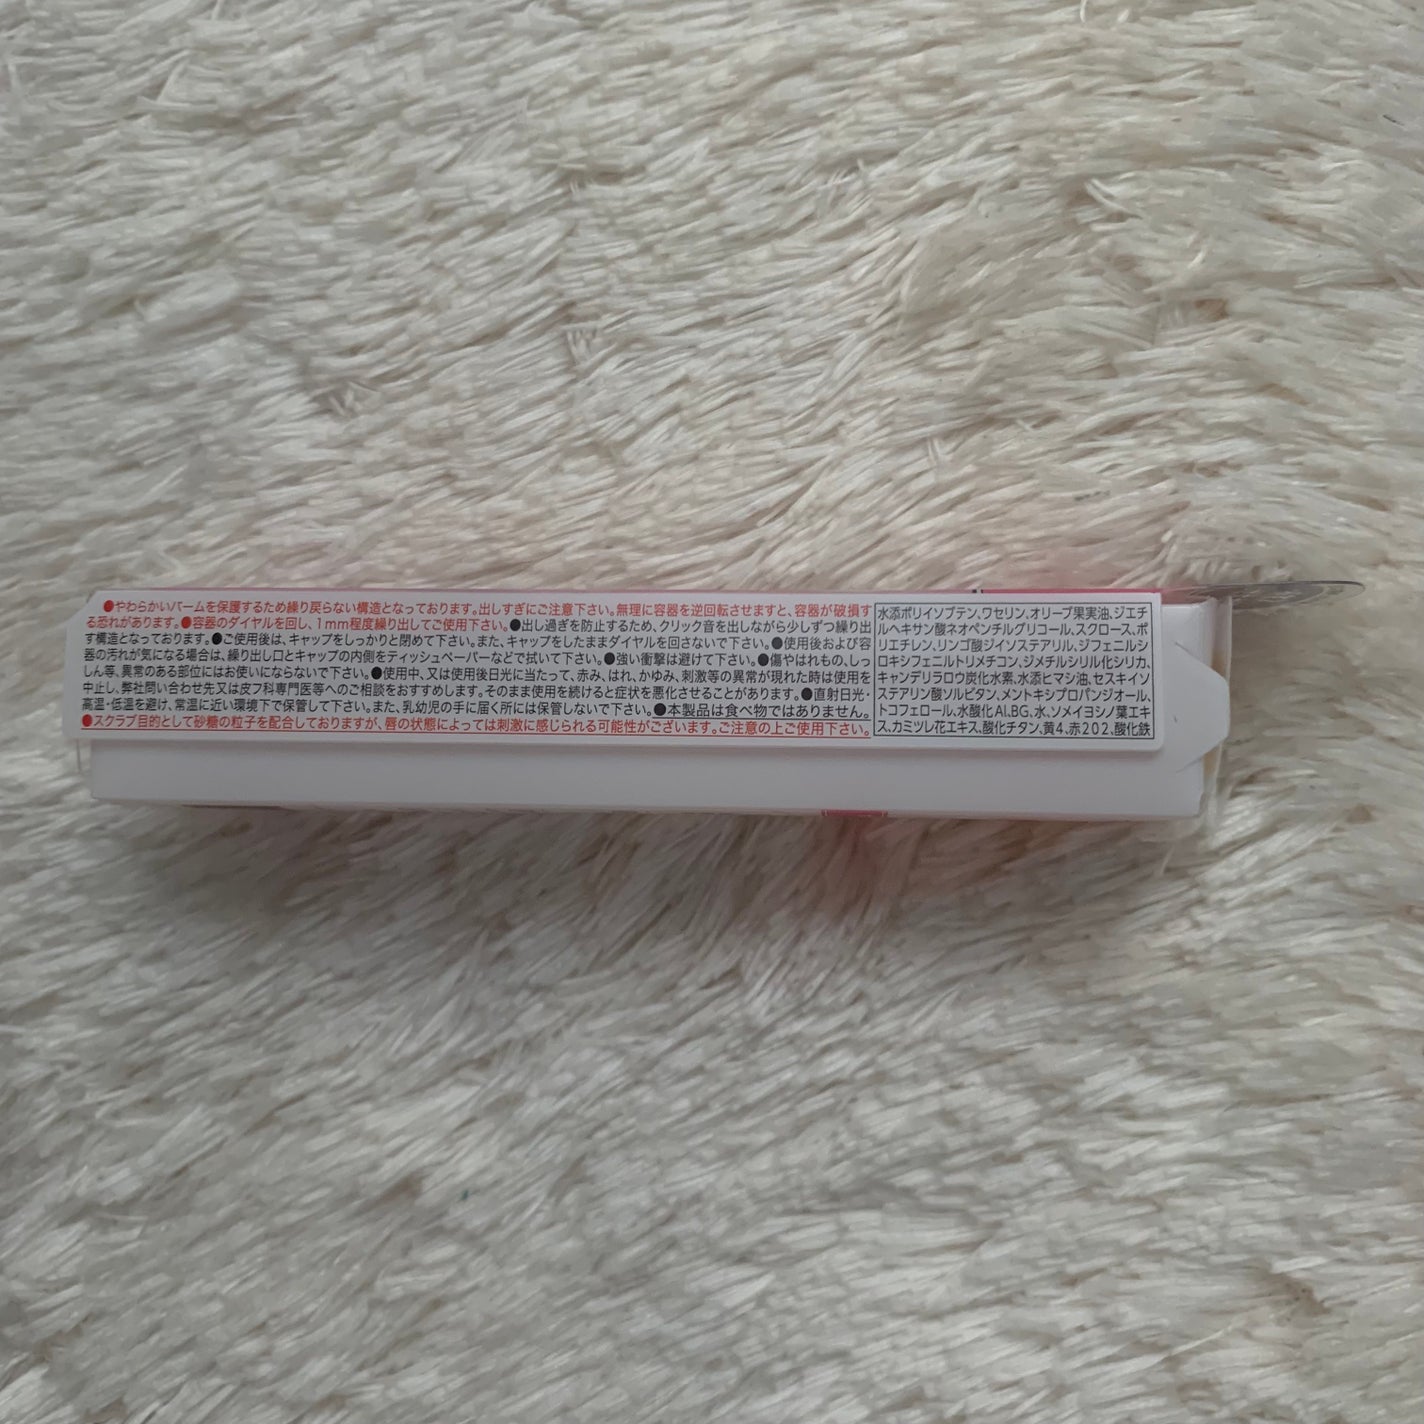 ●やわらかいバームを保護するため繰り戻らない構造となっております。出しすぎにご注意下さい。無理に容器を逆回転させますと、容器が破損す
る恐れがあります。●容器のダイヤルを回し、1mm程度繰り出してご使用下さい。●出し過ぎを防止するため、クリック音を出しながら少しずつ繰り出
す構造となっております。●ご使用後は、キャップをしっかりと閉めて下さい。また、キャップをしたままダイヤルを回さないで下さい。●使用後および容
器の汚れが気になる場合は、繰り出し口とキャップの内側をティッシュペーパーなどで拭いて下さい。●強い衝撃は避けて下さい。●傷やはれもの、しっ
しん等、異常のある部位にはお使いにならないで下さい。●使用中、又は使用後日光に当たって、赤み、はれ、かゆみ、刺激等の異常が現れた時は使用を
中止し、弊社問い合わせ先又は皮フ科専門医等へのご相談をおすすめします。そのまま使用を続けると症状を悪化させることがあります。●直射日光・
高温・低温を避け、常温に近い環境下で保管して下さい。また、乳幼児の手に届く所には保管しないで下さい。●本製品は食べ物ではありません。
●スクラブ目的として砂糖の粒子を配合しておりますが、唇の状態によっては刺激に感じられる可能性がございます。ご注意の上ご使用下さい。
水添ポリイソブテン、ワセリン、オリーブ果実油、ジエチ
ルヘキサン酸ネオペンチルグリコール、スクロース、ポ
リエチレン、リンゴ酸ジイソステアリル、ジフェニルシ
ロキシフェニルトリメチコン、ジメチルシリル化シリカ、
キャンデリラロウ炭化水素、水添ヒマシ油、セスキイソ
ステアリン酸ソルビタン、メントキシプロパンジオール、
トコフェロール、水酸化Al、BG、水、ソメイヨシノ葉エキ
ス、カミツレ花エキス、酸化チタン、黄4、赤202、酸化鉄